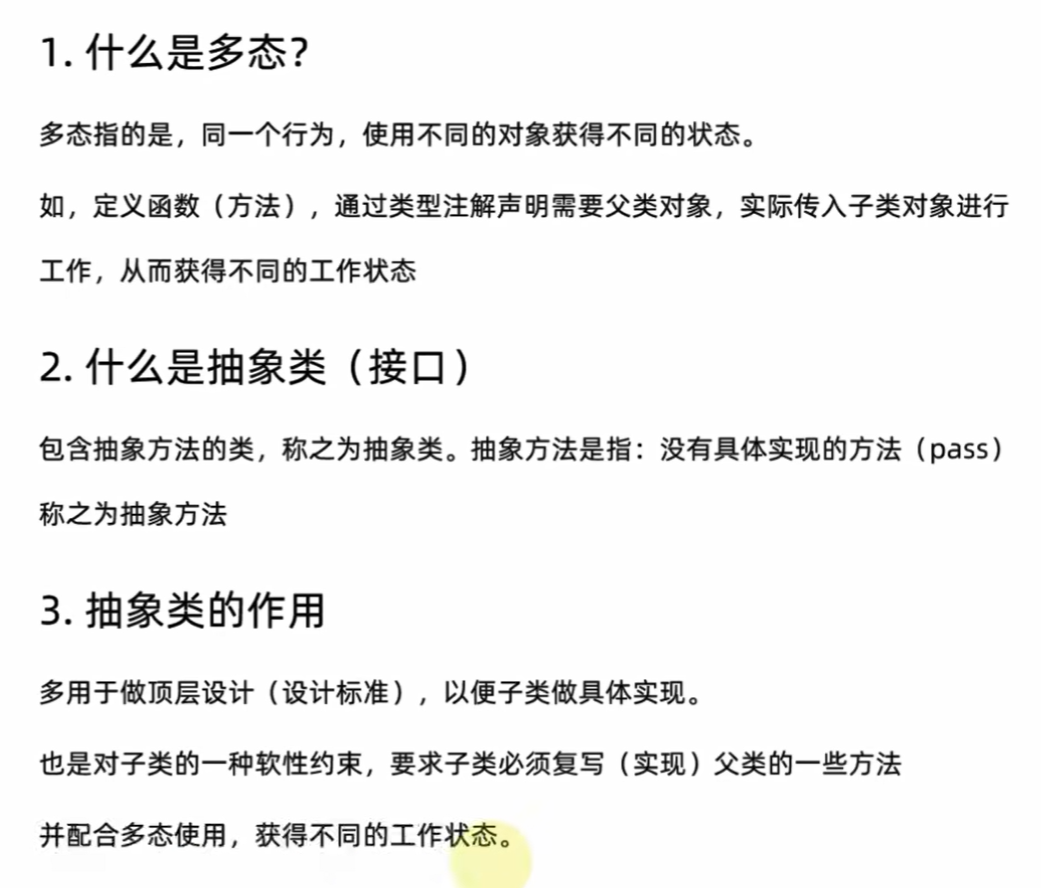 1. 什么是多态？
多态指的是，同一个行为，使用不同的对象获得不同的状态。
如，定义函数（方法），通过类型注解声明需要父类对象，实际传入子类对象进行
工作，从而获得不同的工作状态
2. 什么是抽象类（接口）
包含抽象方法的类，称之为抽象类。抽象方法是指：没有具体实现的方法（pass）
称之为抽象方法
3. 抽象类的作用
多用于做顶层设计（设计标准），以便子类做具体实现。
也是对子类的一种软性约束，要求子类必须复写（实现）父类的一些方法
并配合多态使用，获得不同的工作状态。